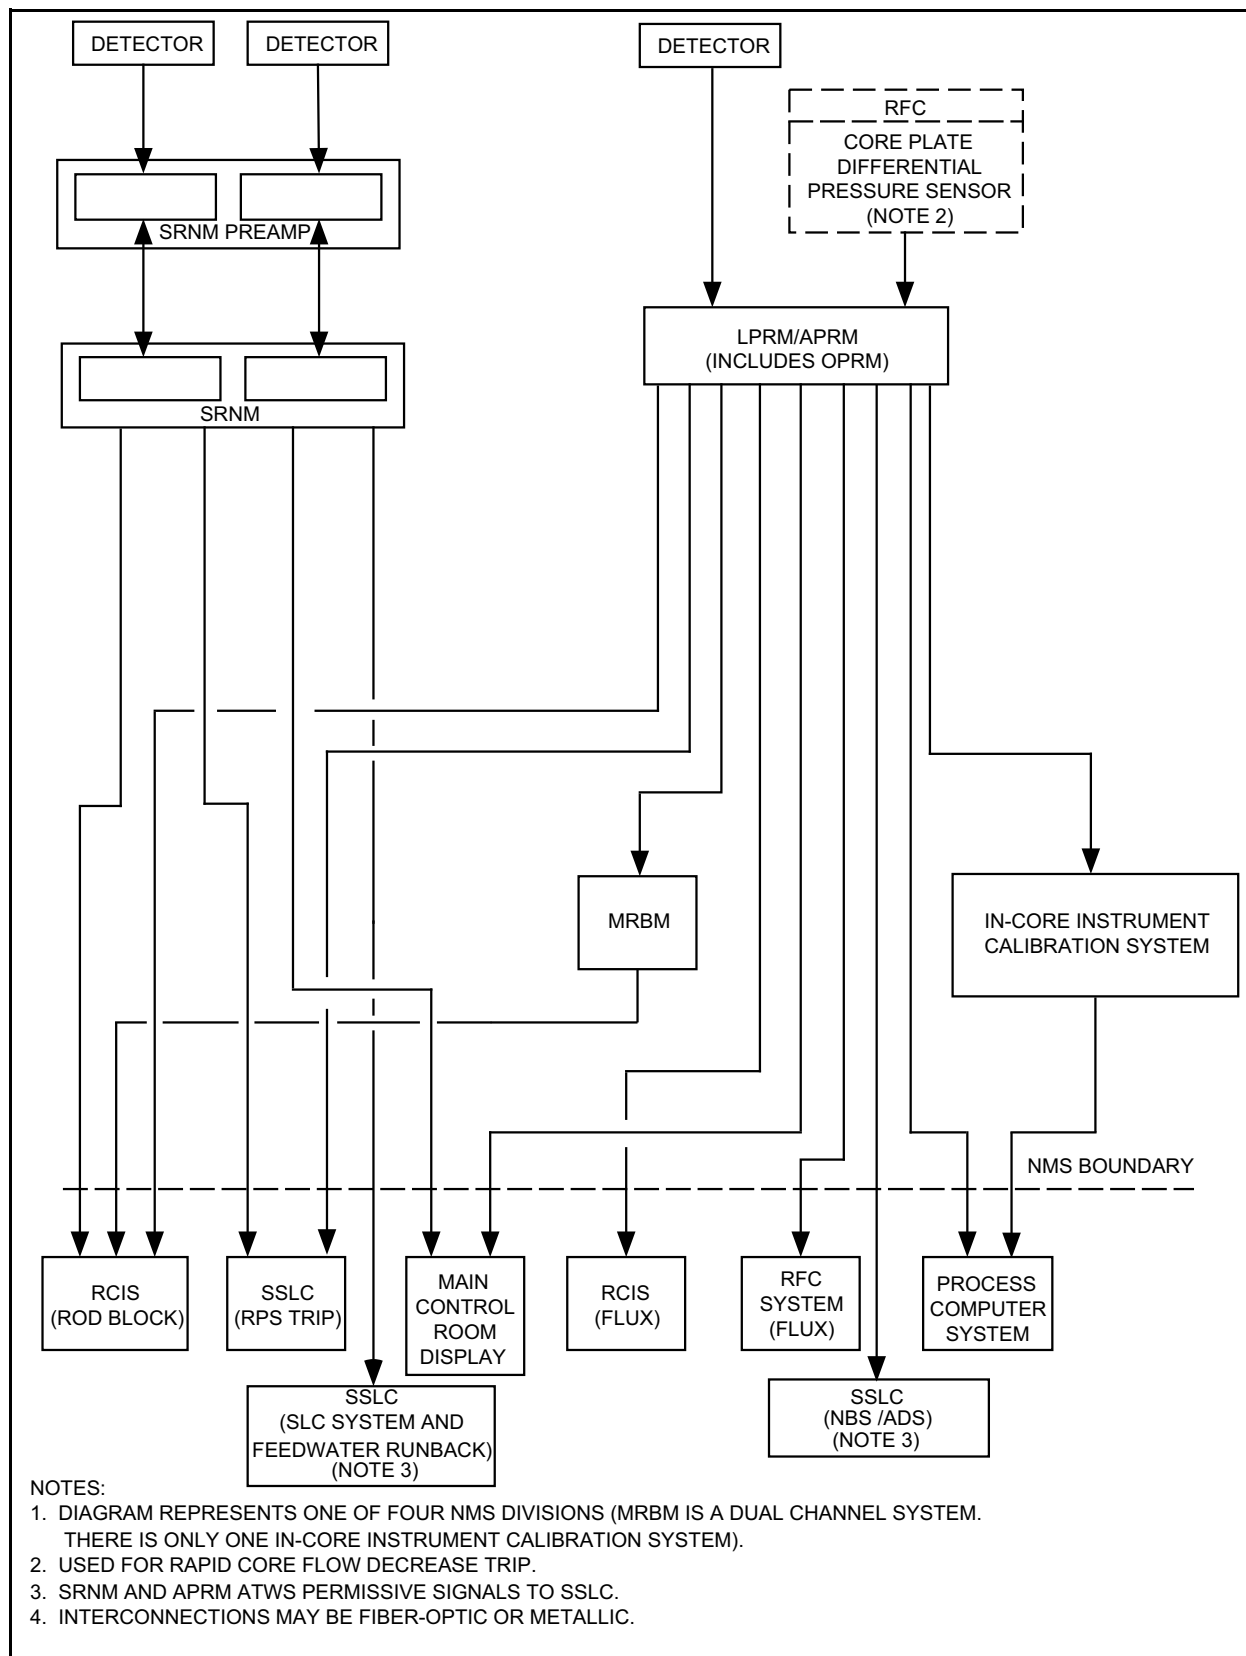 DETECTOR
DETECTOR
DETECTOR
RFC
CORE PLATE
DIFFERENTIAL
PRESSURE SENSOR
(NOTE 2)
SRNM PREAMP
LPRM/APRM
(INCLUDES OPRM)
SRNM
MRBM
IN-CORE INSTRUMENT
CALIBRATION SYSTEM
NMS BOUNDARY
RCIS
(ROD BLOCK)
SSLC
(RPS TRIP)
MAIN
CONTROL
ROOM
DISPLAY
RCIS
(FLUX)
RFC
SYSTEM
(FLUX)
PROCESS
COMPUTER
SYSTEM
SSLC
(SLC SYSTEM AND
FEEDWATER RUNBACK)
(NOTE 3)
SSLC
(NBS /ADS)
(NOTE 3)
NOTES:
1. DIAGRAM REPRESENTS ONE OF FOUR NMS DIVISIONS (MRBM IS A DUAL CHANNEL SYSTEM.
THERE IS ONLY ONE IN-CORE INSTRUMENT CALIBRATION SYSTEM).
2. USED FOR RAPID CORE FLOW DECREASE TRIP.
3. SRNM AND APRM ATWS PERMISSIVE SIGNALS TO SSLC.
4. INTERCONNECTIONS MAY BE FIBER-OPTIC OR METALLIC.